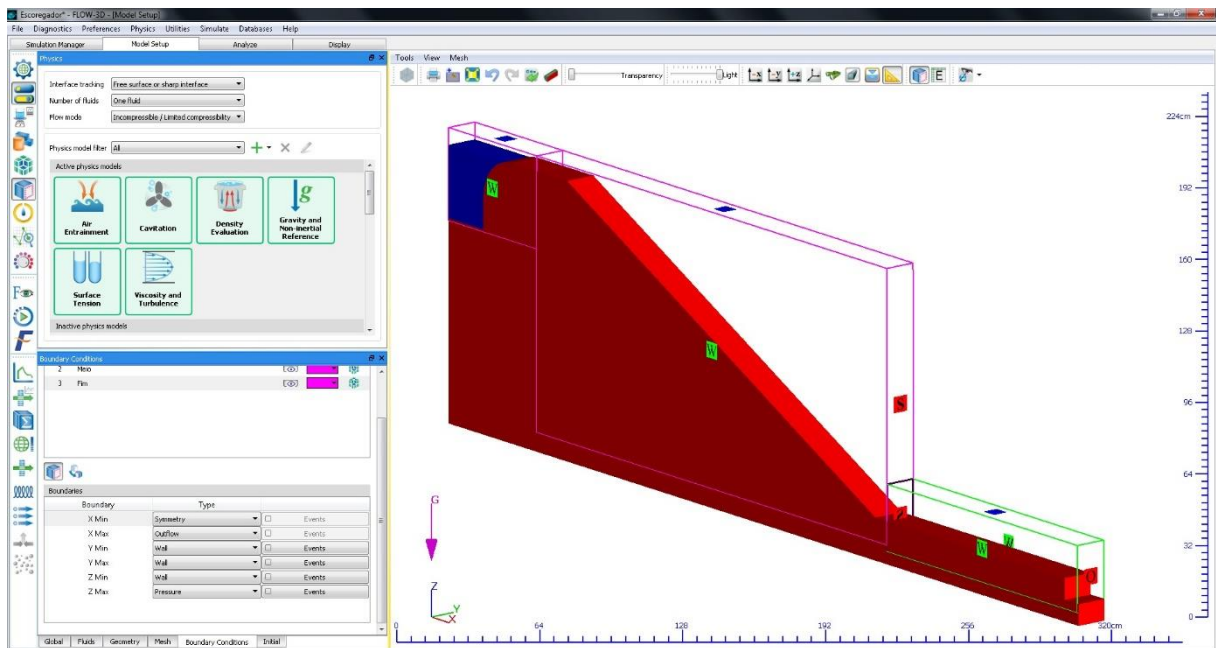 Escoregador* - FLOW-3D - [Model Setup]
File Diagnostics Preferences Physics Utilities Simulate Databases Help
Simulation Manager Model Setup Analyze Display
Physics
Tools View Mesh
Transparency Light
Interface tracking Free surface or sharp interface
Number of fluids One fluid
Flow mode Incompressible / Limited compressibility
Physics model filter All
Active physics models
Air Entrainment
Cavitation
Density Evaluation
g
Gravity and Non-inertial Reference
Surface Tension
Viscosity and Turbulence
Inactive physics models
Boundary Conditions
2 Meio
3 Fim
Boundaries
Boundary Type
X Min Symmetry Events
X Max Outflow Events
Y Min Wall Events
Y Max Wall Events
Z Min Wall Events
Z Max Pressure Events
Global Fluids Geometry Mesh Boundary Conditions Initial
W
W
S
W
W
O
G
Z
Y
X
224cm
192
160
128
96
64
32
0
0 64 128 192 256 320cm